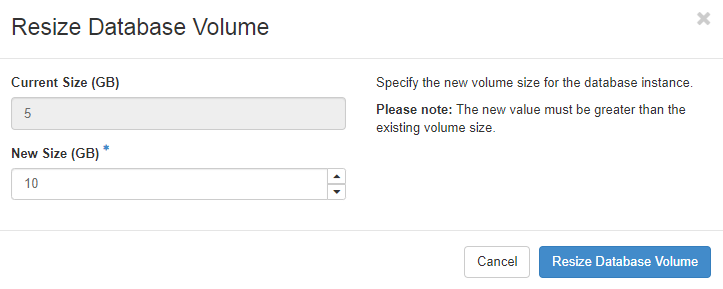 Resize Database Volume
×
Current Size (GB)
5
New Size (GB) *
10
Specify the new volume size for the database instance.
Please note: The new value must be greater than the
existing volume size.
Cancel
Resize Database Volume